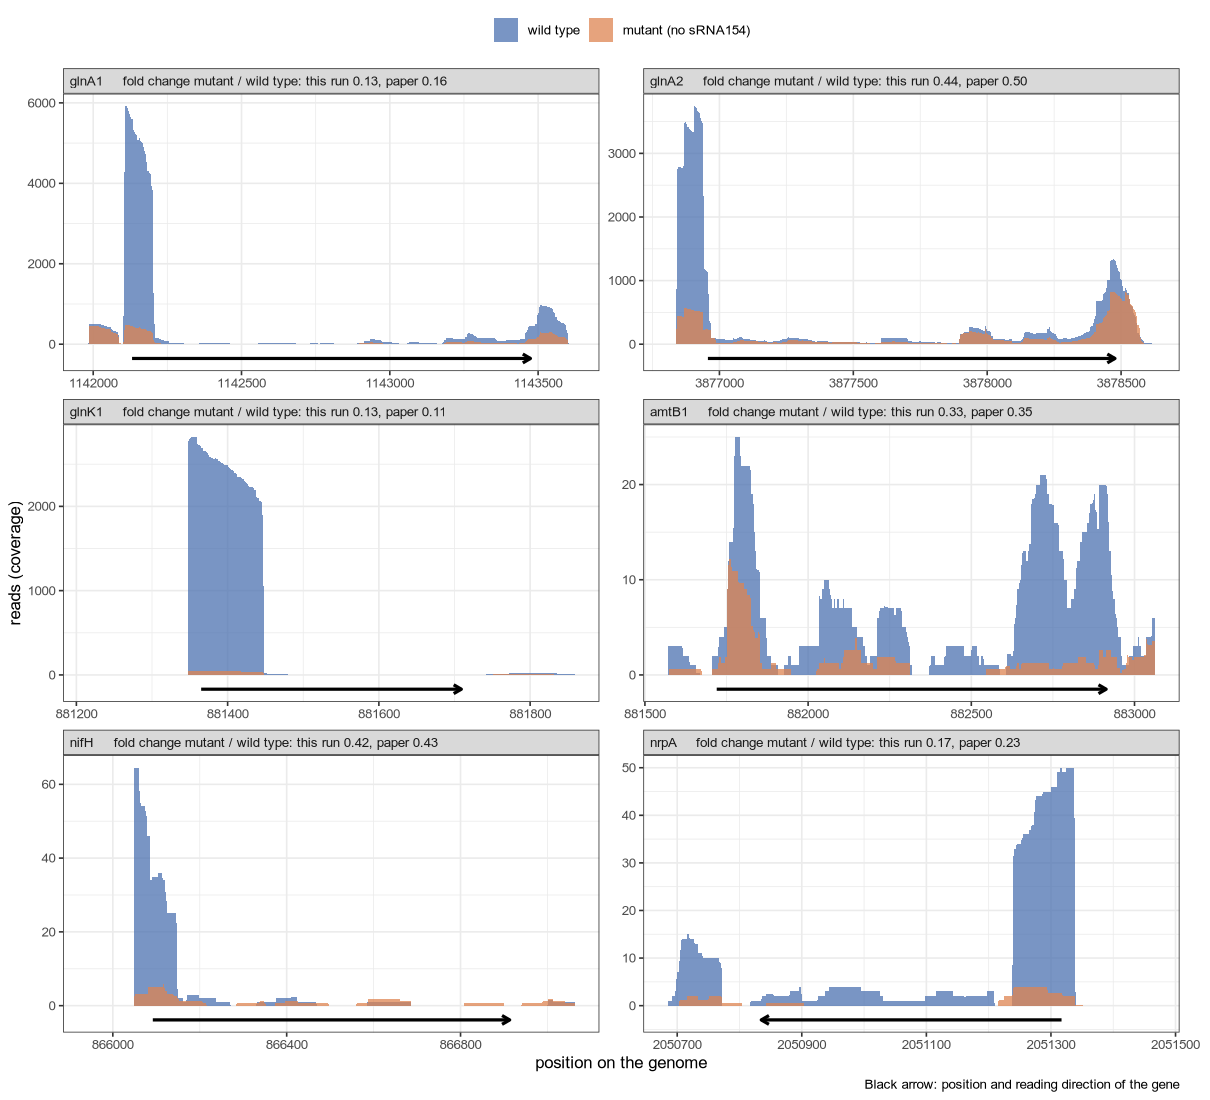 wild type mutant (no sRNA154)
glnA1 fold change mutant / wild type: this run 0.13, paper 0.16
6000
4000
2000
0
1142000 1142500 1143000 1143500
glnA2 fold change mutant / wild type: this run 0.44, paper 0.50
3000
2000
1000
0
3877000 3877500 3878000 3878500
glnK1 fold change mutant / wild type: this run 0.13, paper 0.11
2000
1000
0
881200 881400 881600 881800
amtB1 fold change mutant / wild type: this run 0.33, paper 0.35
20
10
0
881500 882000 882500 883000
nifH fold change mutant / wild type: this run 0.42, paper 0.43
60
40
20
0
866000 866400 866800
nrpA fold change mutant / wild type: this run 0.17, paper 0.23
50
40
30
20
10
0
2050700 2050900 2051100 2051300 2051500
reads (coverage)
position on the genome
Black arrow: position and reading direction of the gene